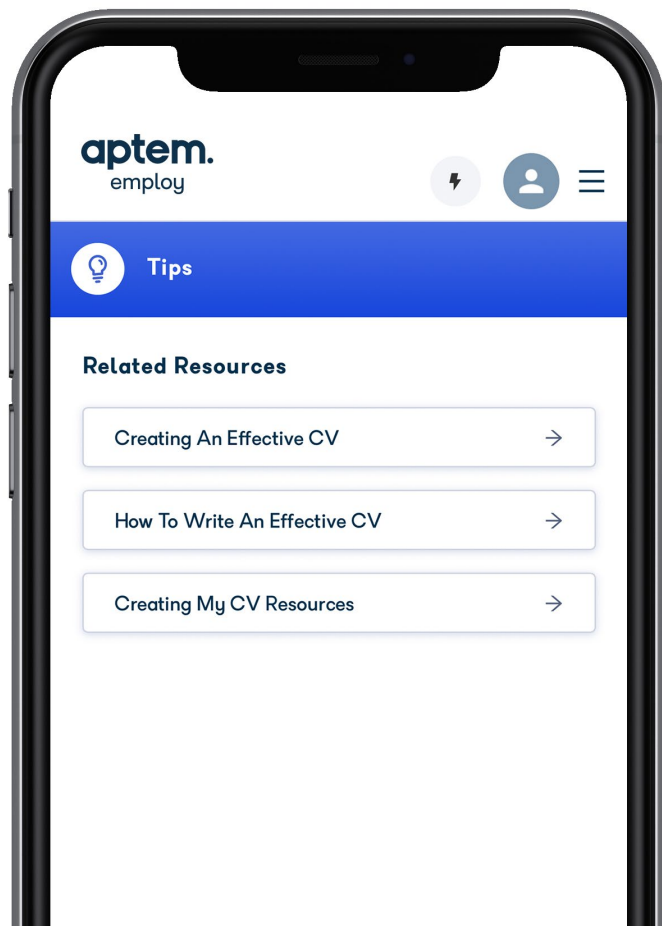 aptem.
employ
Tips
Related Resources
Creating An Effective CV
How To Write An Effective CV
Creating My CV Resources